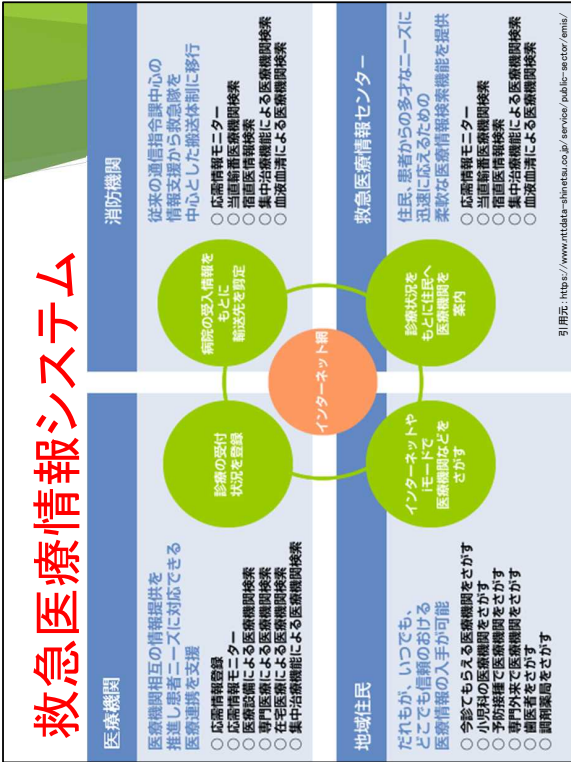 救急医療情報システム
医療機関
医療機関相互の情報提供を
推進し患者ニーズに対応できる
医療連携を支援
○ 応需情報登録
○ 応需情報モニター
○ 医療設備による医療機関検索
○ 専門医療による医療機関検索
○ 在宅医療による医療機関検索
○ 集中治療機能による医療機関検索
診療の受付
状況を登録
消防機関
従来の通信指令課中心の
情報支援から救急隊を
中心とした搬送体制に移行
○ 応需情報モニター
○ 当直輪番医療機関検索
○ 宿直医情報検索
○ 集中治療機能による医療機関検索
○ 血液血清による医療機関検索
病院の受入情報を
もとに
輸送先を剪定
インターネット網
地域住民
だれもが、いつでも、
どこでも信頼のおける
医療情報の入手が可能
○ 今診てもらえる医療機関をさがす
○ 小児科の医療機関をさがす
○ 予防接種で医療機関をさがす
○ 専門外来で医療機関をさがす
○ 歯医者をさがす
○ 調剤薬局をさがす
インターネットや
iモードで
医療機関などを
さがす
救急医療情報センター
住民、患者からの多才なニーズに
迅速に応えるための
柔軟な医療情報検索機能を提供
○ 応需情報モニター
○ 当直輪番医療機関検索
○ 宿直医情報検索
○ 集中治療機能による医療機関検索
○ 血液血清による医療機関検索
診療状況を
もとに住民へ
医療機関を
案内
引用元：https://www.nttdata-shinetsu.co.jp/service/public-sector/emis/